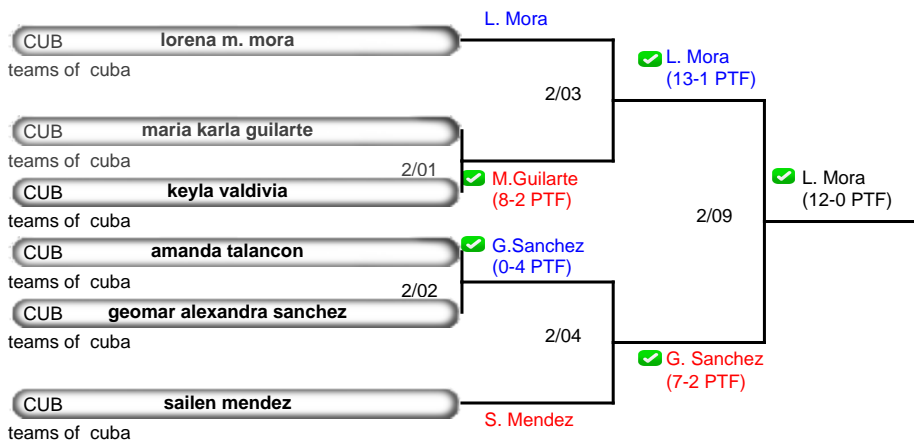 L. Mora
CUB lorena m. mora
teams of cuba
2/03
L. Mora
(13-1 PTF)
CUB maria karla guilarte
teams of cuba
2/01
M.Guilarte
(8-2 PTF)
CUB keyla valdivia
teams of cuba
L. Mora
(12-0 PTF)
2/09
CUB amanda talancon
teams of cuba
G.Sanchez
(0-4 PTF)
2/02
CUB geomar alexandra sanchez
teams of cuba
2/04
G. Sanchez
(7-2 PTF)
CUB sailen mendez
teams of cuba
S. Mendez